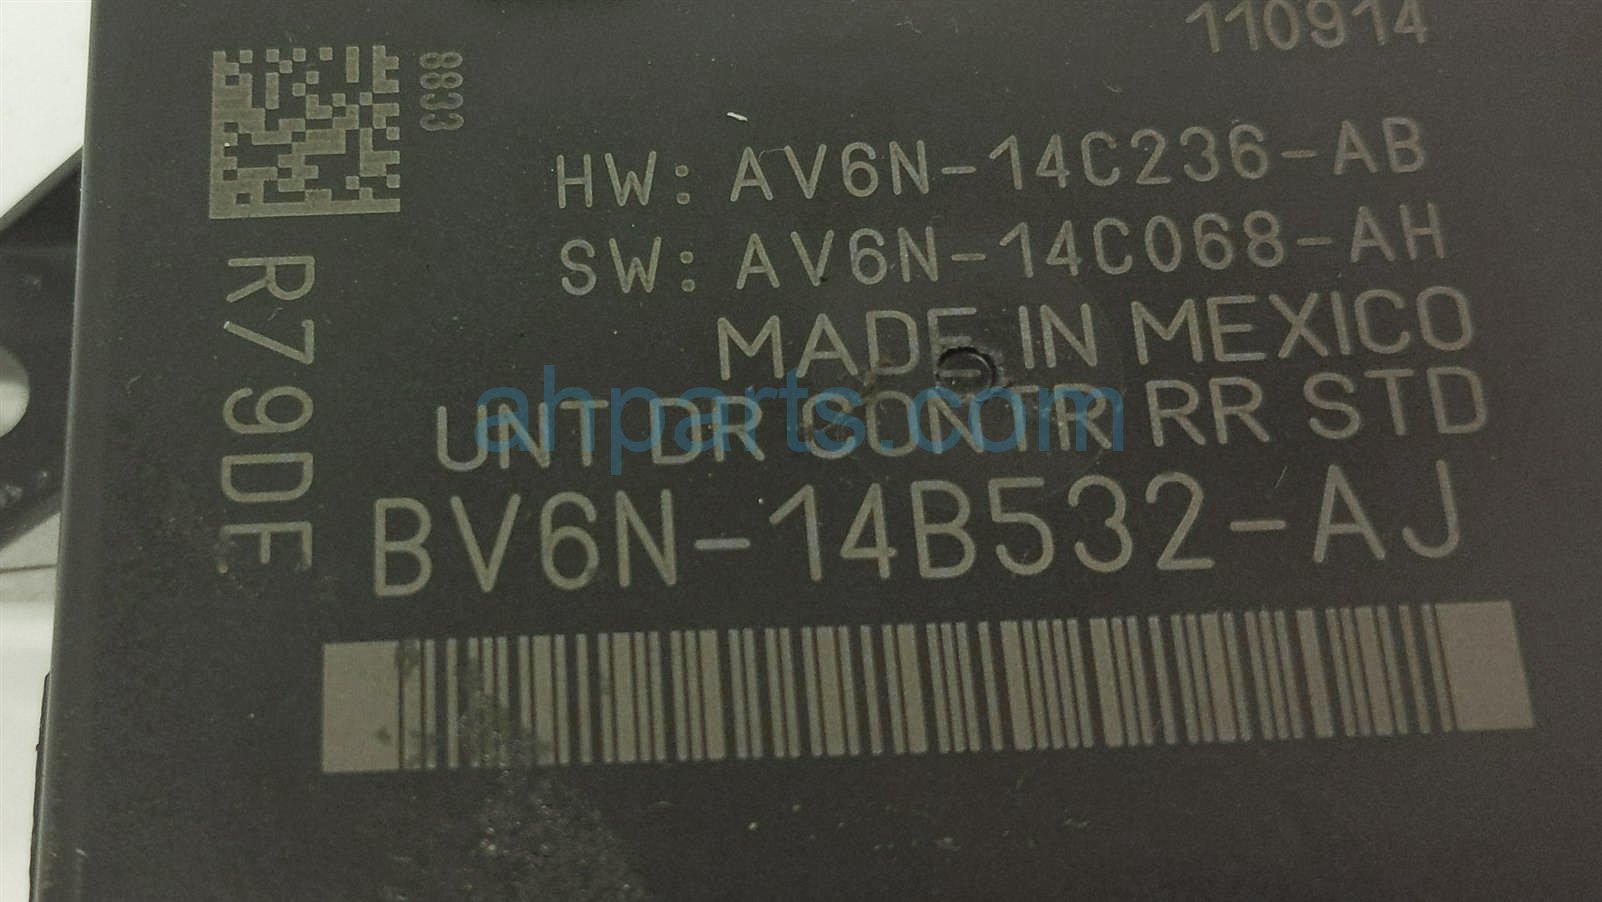 110914
8833
HW: AV6N-14C236-AB
SW: AV6N-14C068-AH
MADE IN MEXICO
UNT DR CONTR RR STD
BV6N-14B532-AJ
R79DF
ahparts.com